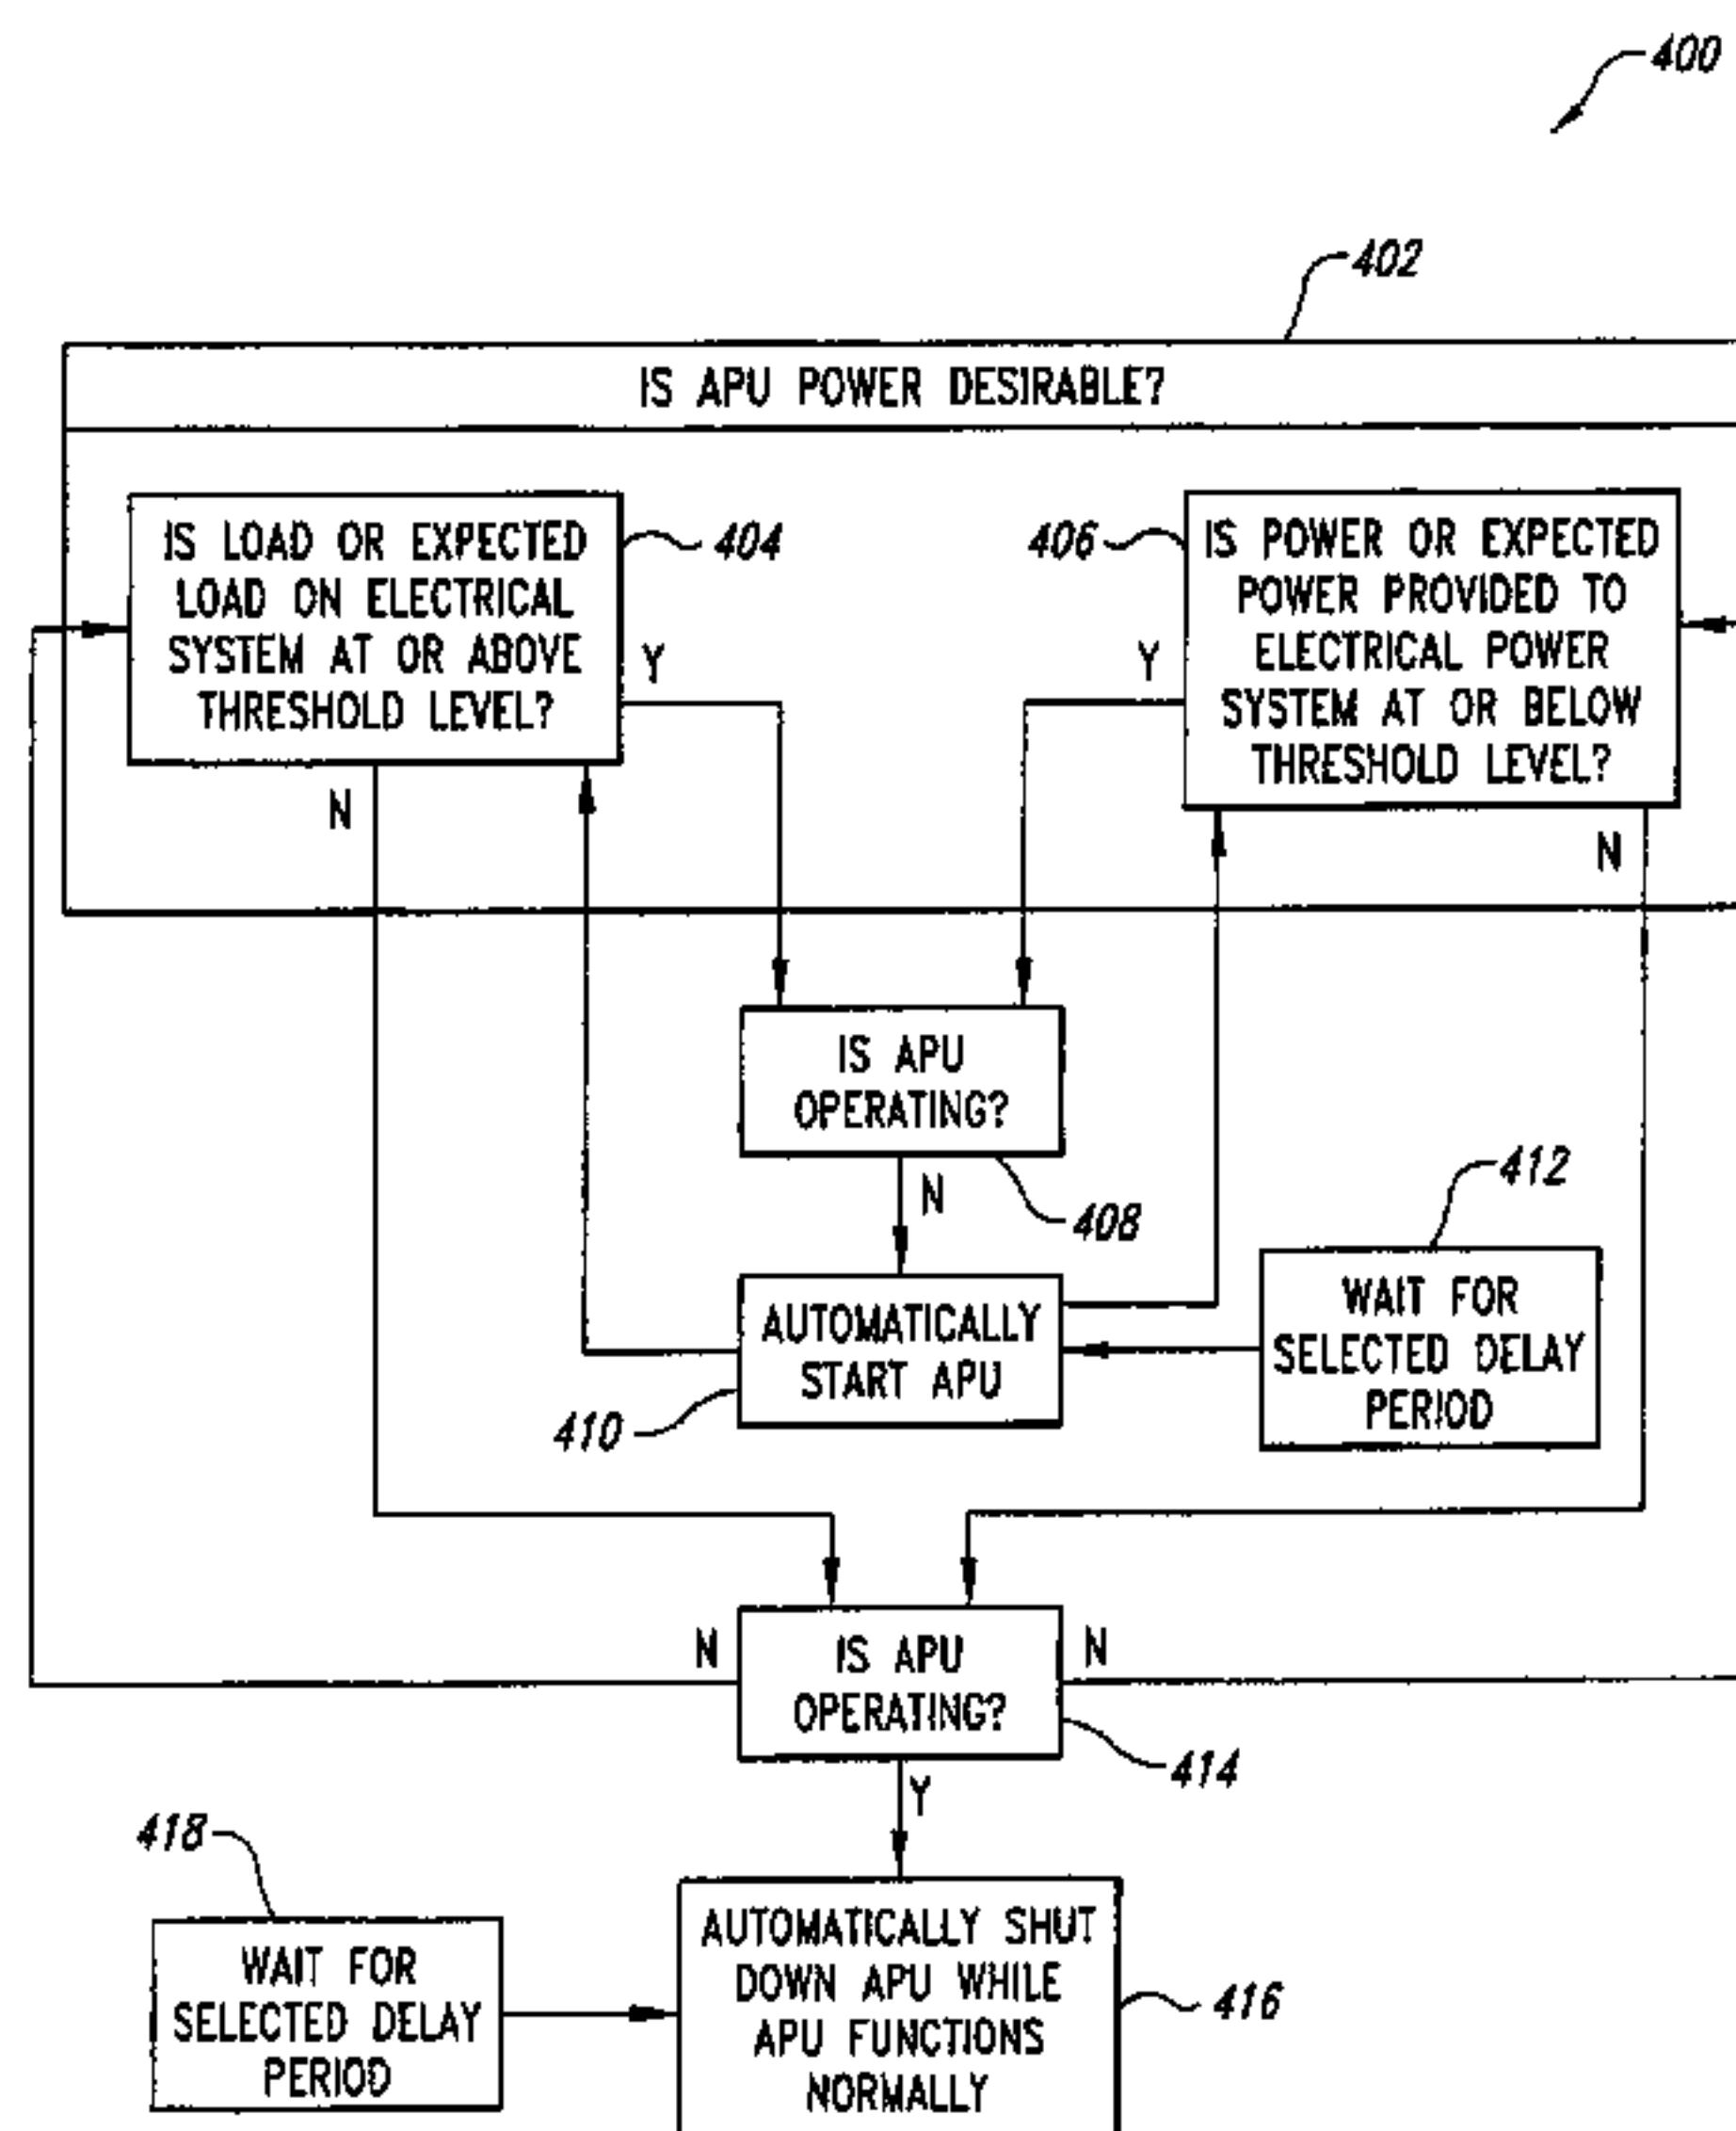 400
402
IS APU POWER DESIRABLE?
IS LOAD OR EXPECTED
LOAD ON ELECTRICAL
SYSTEM AT OR ABOVE
THRESHOLD LEVEL?
404
Y
N
406
IS POWER OR EXPECTED
POWER PROVIDED TO
ELECTRICAL POWER
SYSTEM AT OR BELOW
THRESHOLD LEVEL?
Y
N
IS APU
OPERATING?
N
408
412
AUTOMATICALLY
START APU
410
WAIT FOR
SELECTED DELAY
PERIOD
N
IS APU
OPERATING?
N
414
Y
418
WAIT FOR
SELECTED DELAY
PERIOD
AUTOMATICALLY SHUT
DOWN APU WHILE
APU FUNCTIONS
NORMALLY
416